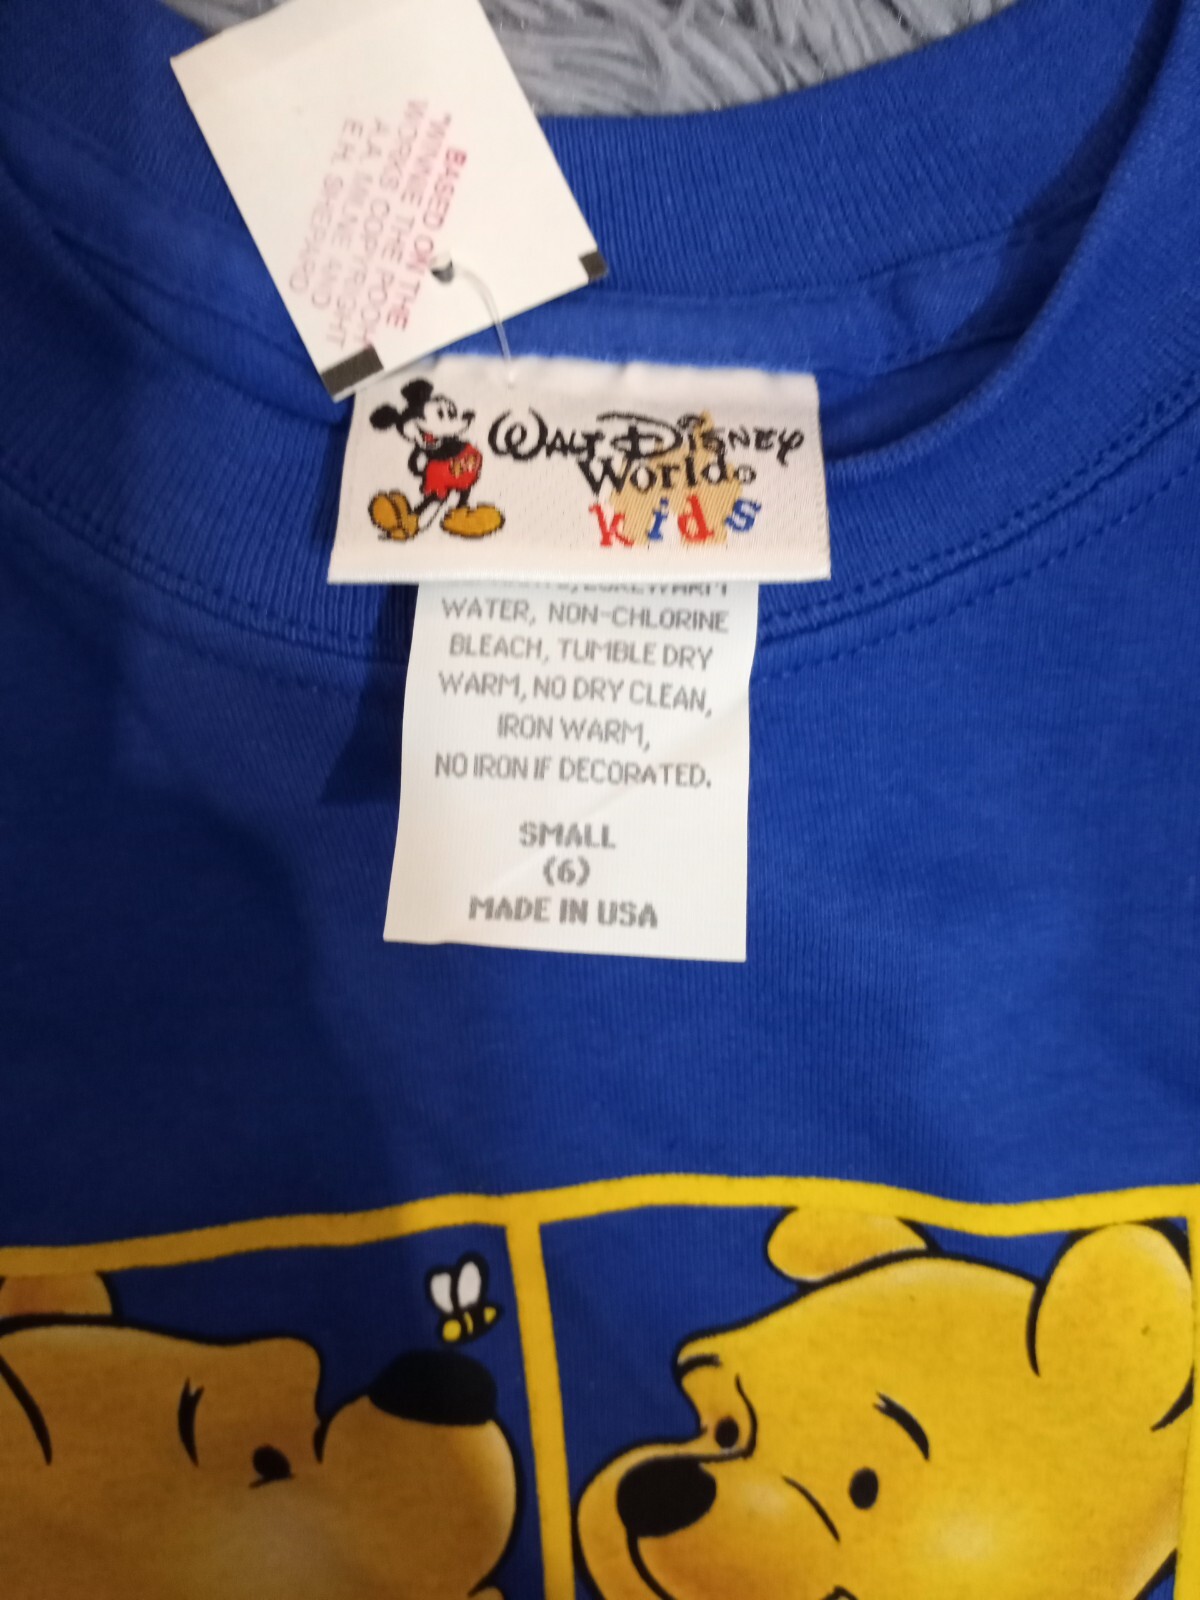 "BASED ON THE
"WINNIE THE POOH"
WORKS COPYRIGHT
A.A. MILNE AND
E.H. SHEPARD
WALT DISNEY
World®
kids
WATER, NON-CHLORINE
BLEACH, TUMBLE DRY
WARM, NO DRY CLEAN,
IRON WARM,
NO IRON IF DECORATED.
SMALL
(6)
MADE IN USA